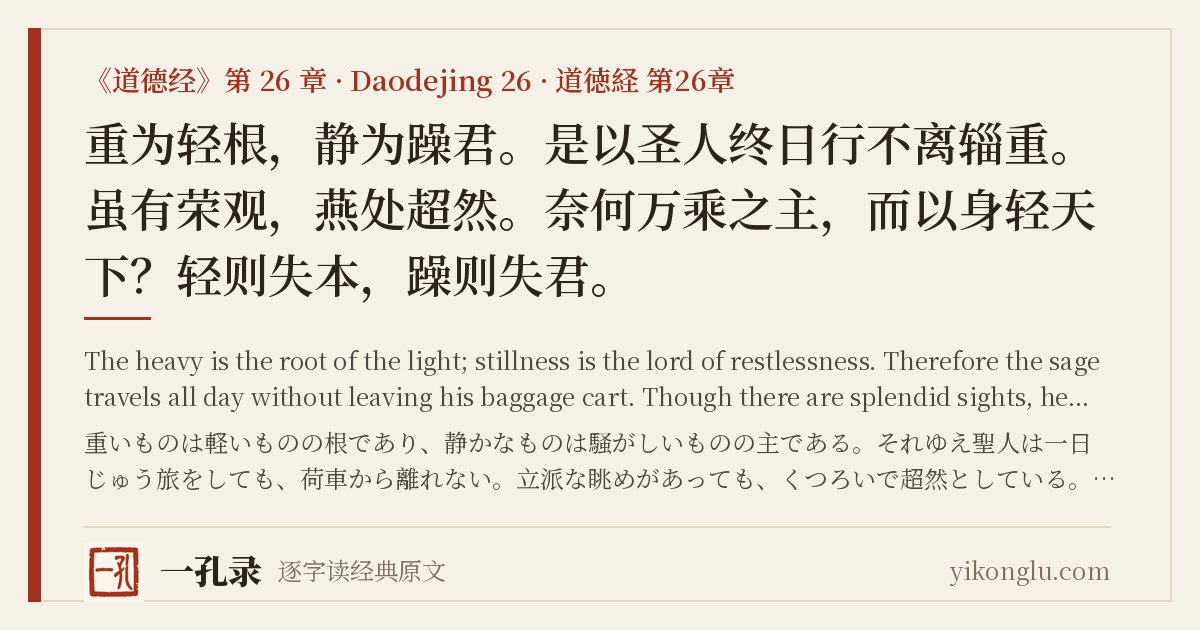 《道德经》第 26 章 · Daodejing 26 · 道徳経 第26章
重为轻根，静为躁君。是以圣人终日行不离辎重。
虽有荣观，燕处超然。奈何万乘之主，而以身轻天
下？轻则失本，躁则失君。
The heavy is the root of the light; stillness is the lord of restlessness. Therefore the sage
travels all day without leaving his baggage cart. Though there are splendid sights, he...
重いものは軽いものの根であり、静かなものは騒がしいものの主である。それゆえ聖人は一日
じゅう旅をしても、荷車から離れない。立派な眺めがあっても、くつろいで超然としている。…
一孔
一孔录 逐字读经典原文
yikonglu.com